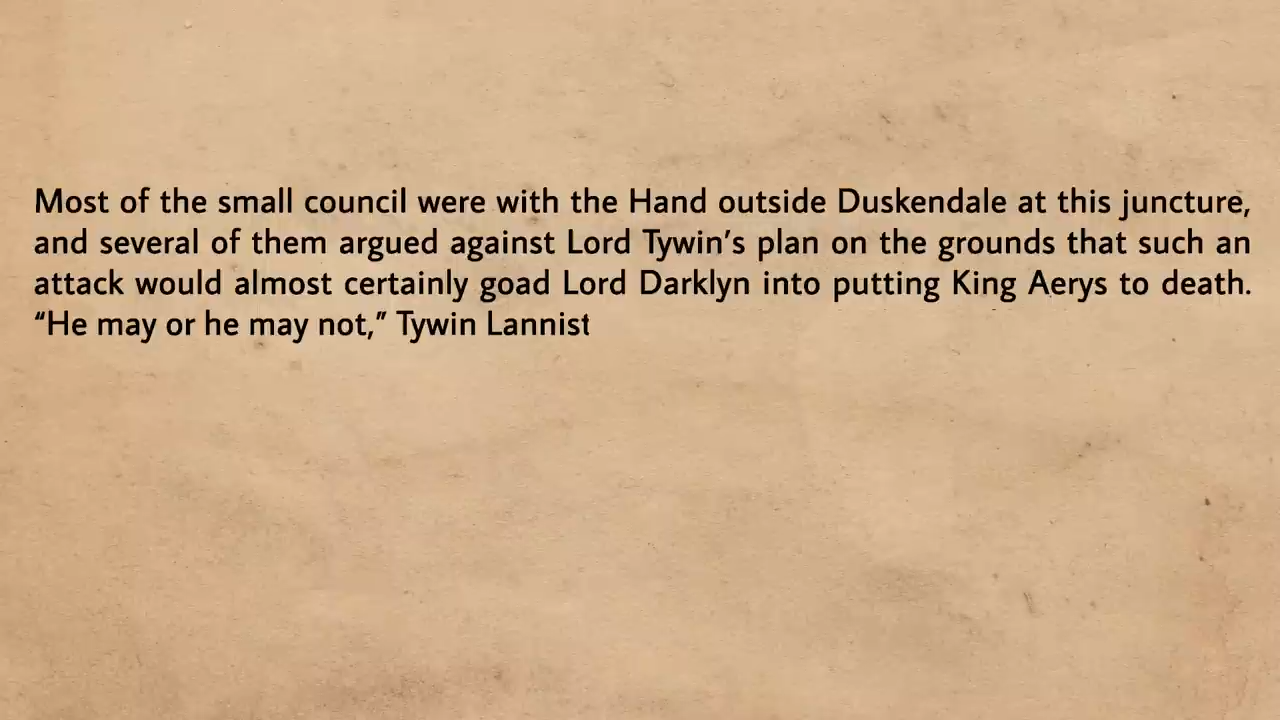 Most of the small council were with the Hand outside Duskendale at this juncture,
and several of them argued against Lord Tywin’s plan on the grounds that such an
attack would almost certainly goad Lord Darklyn into putting King Aerys to death.
“He may or he may not,” Tywin Lannist